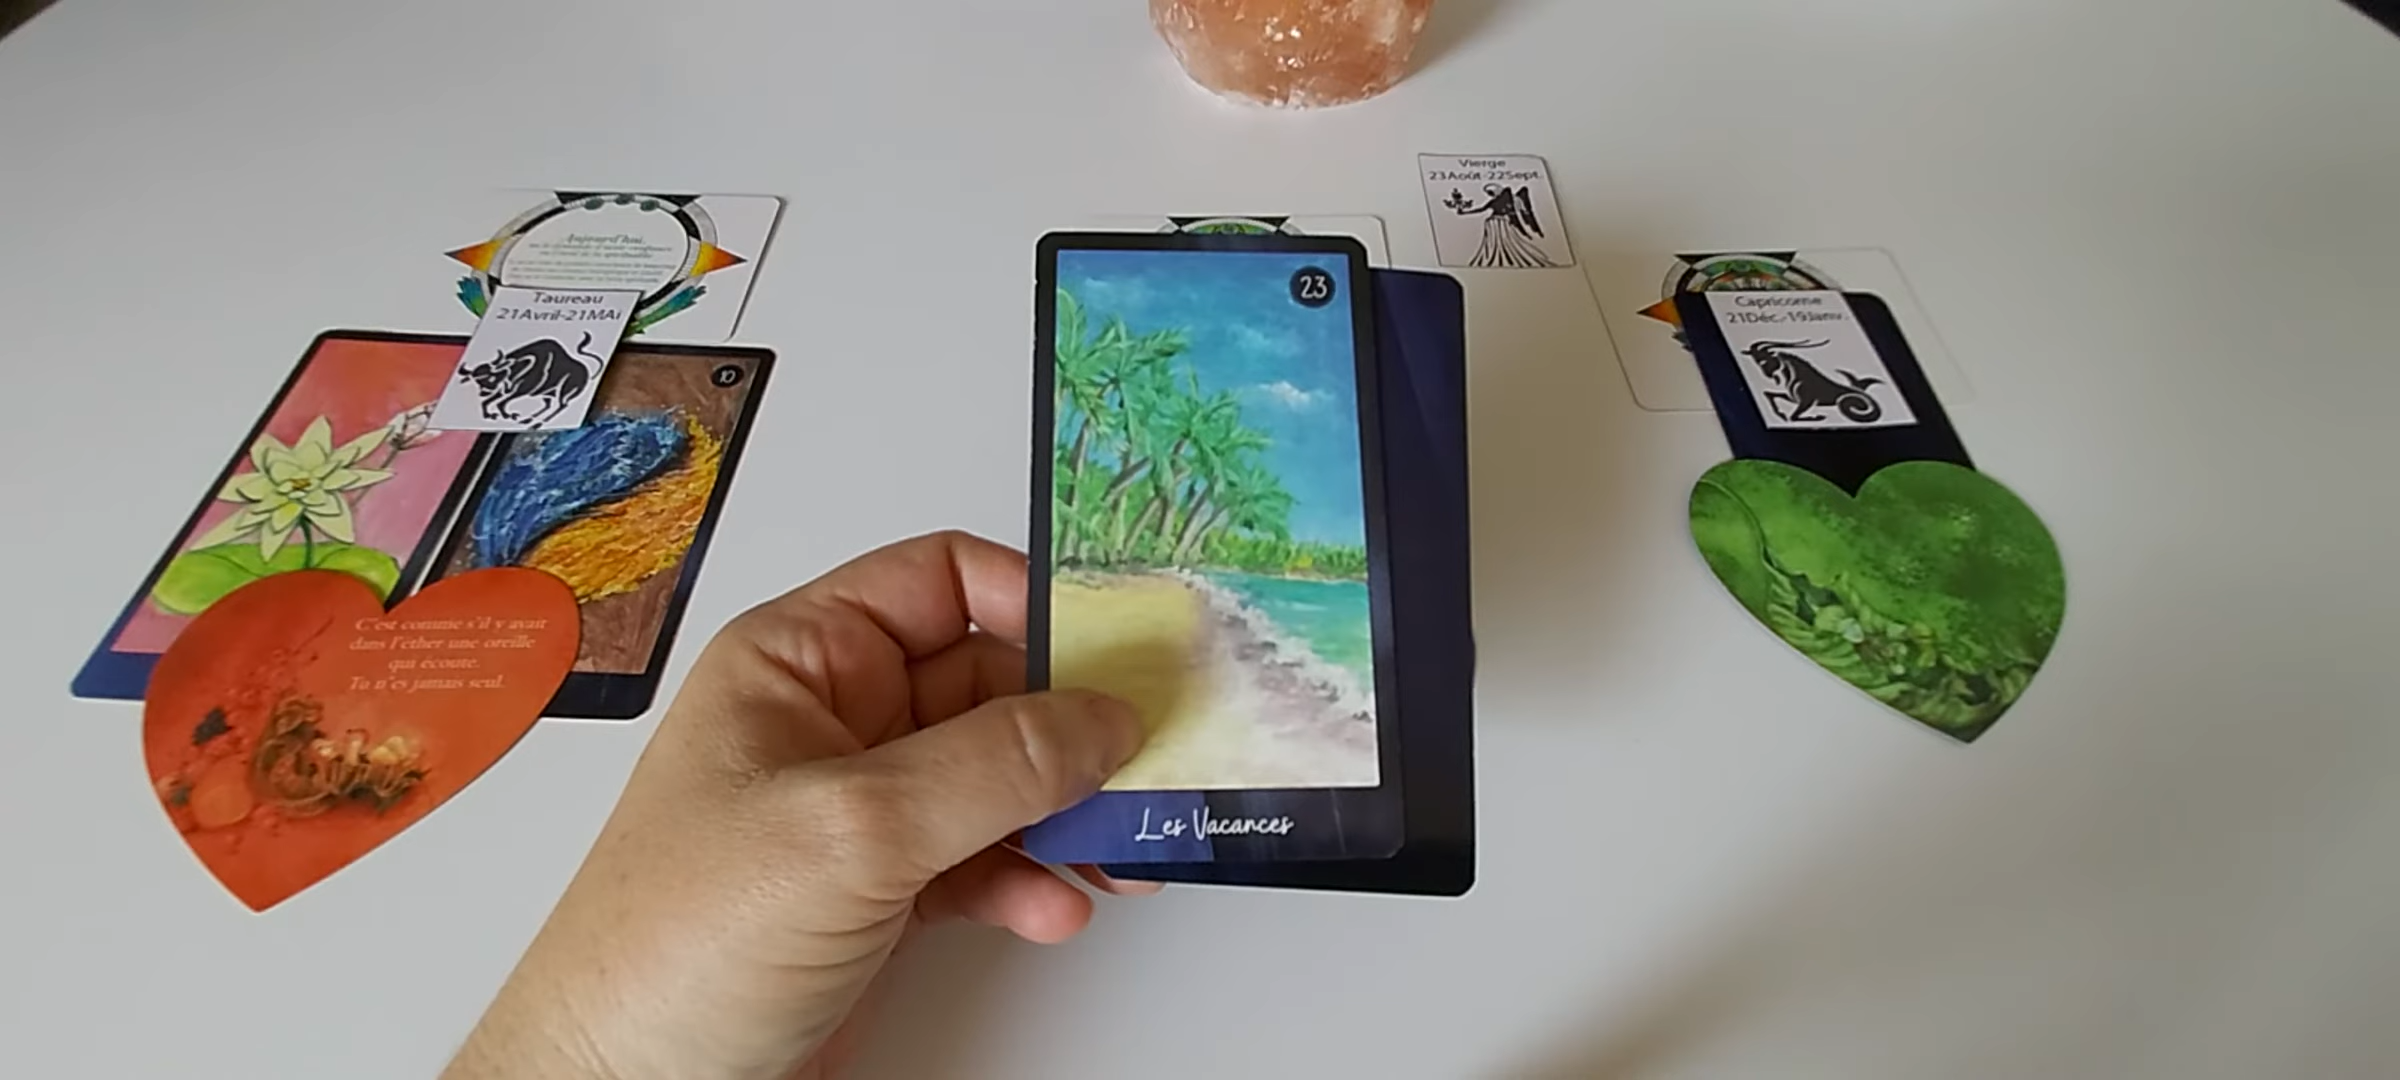 Vierge
23Août-22Sept.
Aujourd'hui,
Taureau
21Avril-21MAi
Capricorne
21Déc.-19Janv.
23
10
C'est comme s'il y avait
dans l'éther une oreille
qui écoute.
Tu n'es jamais seul.
Les Vacances